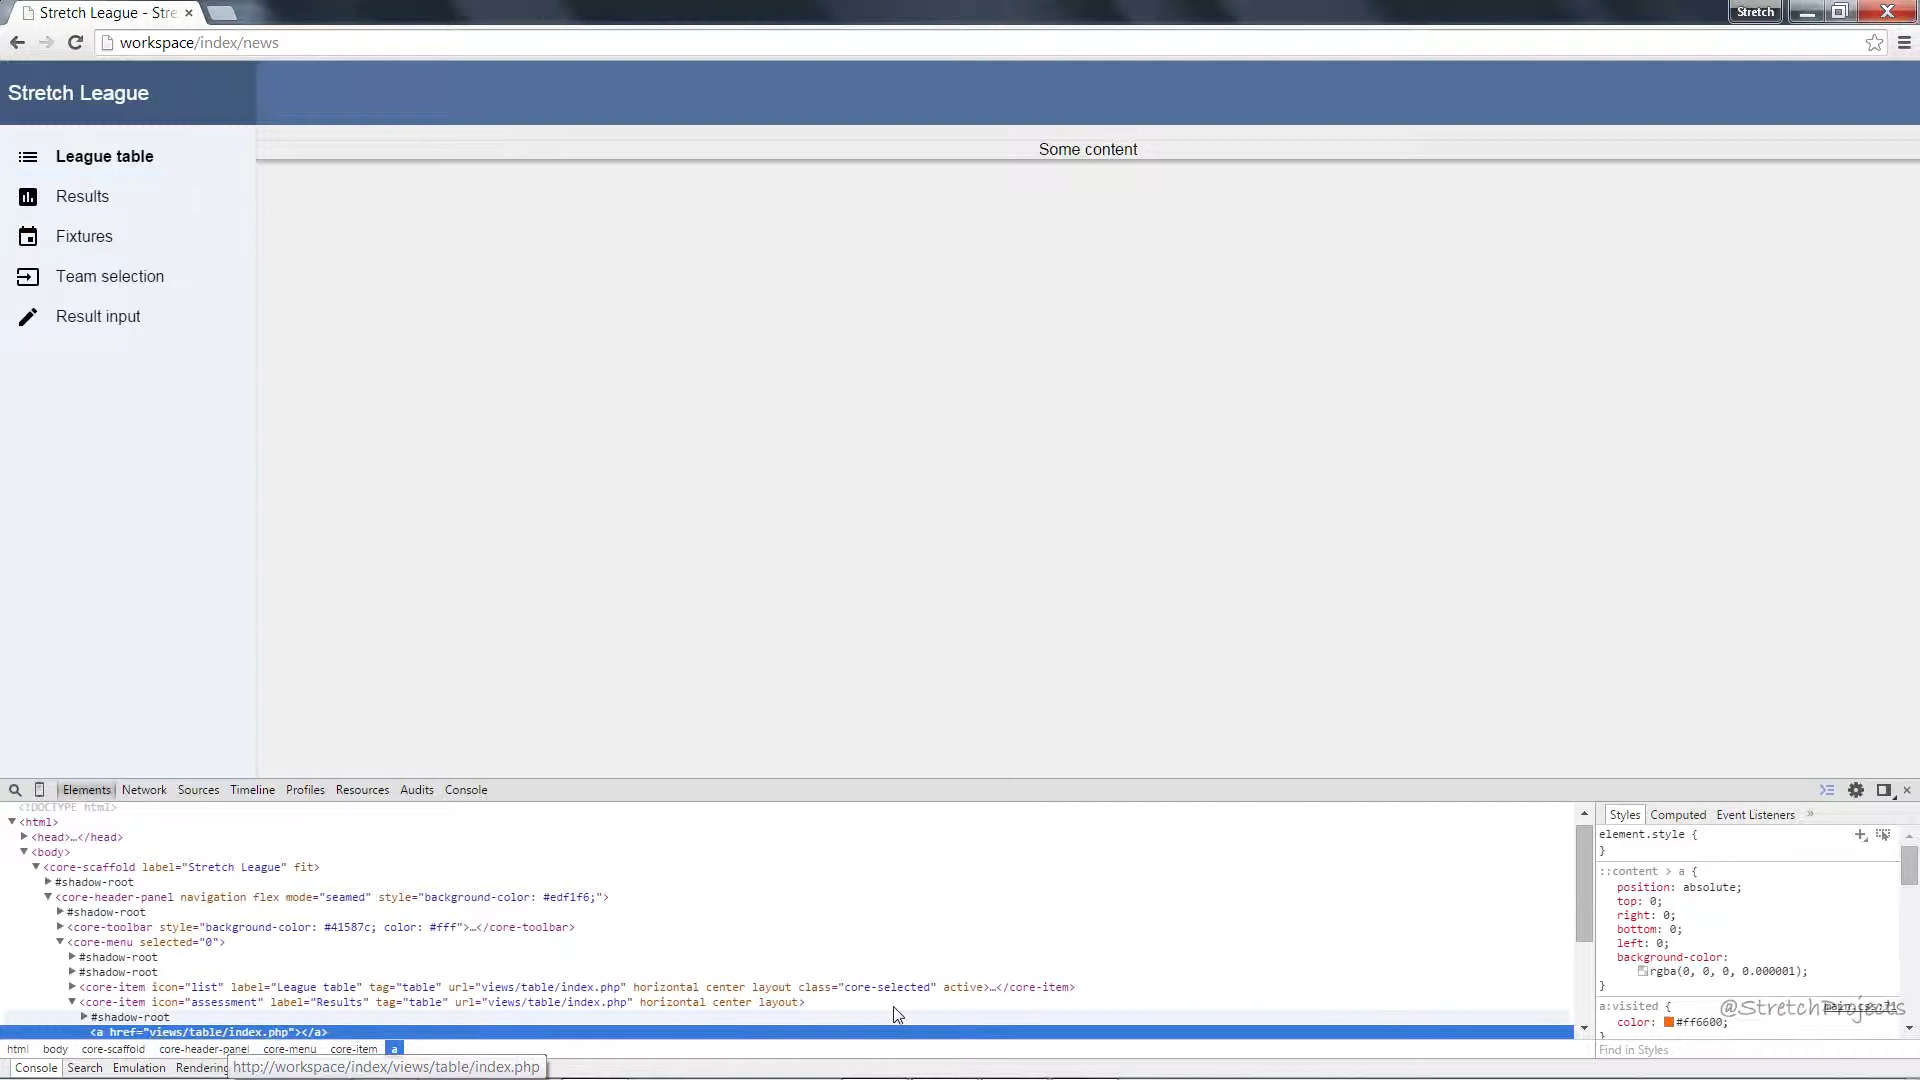 Stretch League - Stre
Stretch
workspace/index/news
Stretch League
League table
Results
Fixtures
Team selection
Result input
Some content
Elements Network Sources Timeline Profiles Resources Audits Console
<!DOCTYPE html>
<html>
<head>…</head>
<body>
<core-scaffold label="Stretch League" fit>
#shadow-root
<core-header-panel navigation flex mode="seamed" style="background-color: #edf1f6;">
#shadow-root
<core-toolbar style="background-color: #41587c; color: #fff">…</core-toolbar>
<core-menu selected="0">
#shadow-root
#shadow-root
<core-item icon="list" label="League table" tag="table" url="views/table/index.php" horizontal center layout class="core-selected" active>…</core-item>
<core-item icon="assessment" label="Results" tag="table" url="views/table/index.php" horizontal center layout>
#shadow-root
<a href="views/table/index.php"></a>
html body core-scaffold core-header-panel core-menu core-item a
Console Search Emulation Rendering
http://workspace/index/views/table/index.php
Styles Computed Event Listeners »
element.style {
}
::content > a {
position: absolute;
top: 0;
right: 0;
bottom: 0;
left: 0;
background-color:
rgba(0, 0, 0, 0.000001);
}
a:visited { main.css:71
color: #ff6600;
}
Find in Styles
@StretchProjects